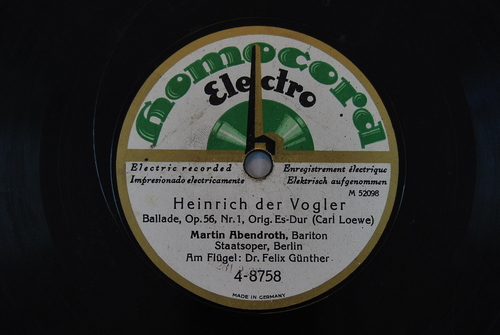 Homocord
Electro
Electric recorded Enregistrement électrique
Impresionado electricamente Elektrisch aufgenommen
M 52098
Heinrich der Vogler
Ballade, Op. 56, Nr. 1, Orig. Es-Dur (Carl Loewe)
Martin Abendroth, Bariton
Staatsoper, Berlin
Am Flügel: Dr. Felix Günther
4-8758
MADE IN GERMANY